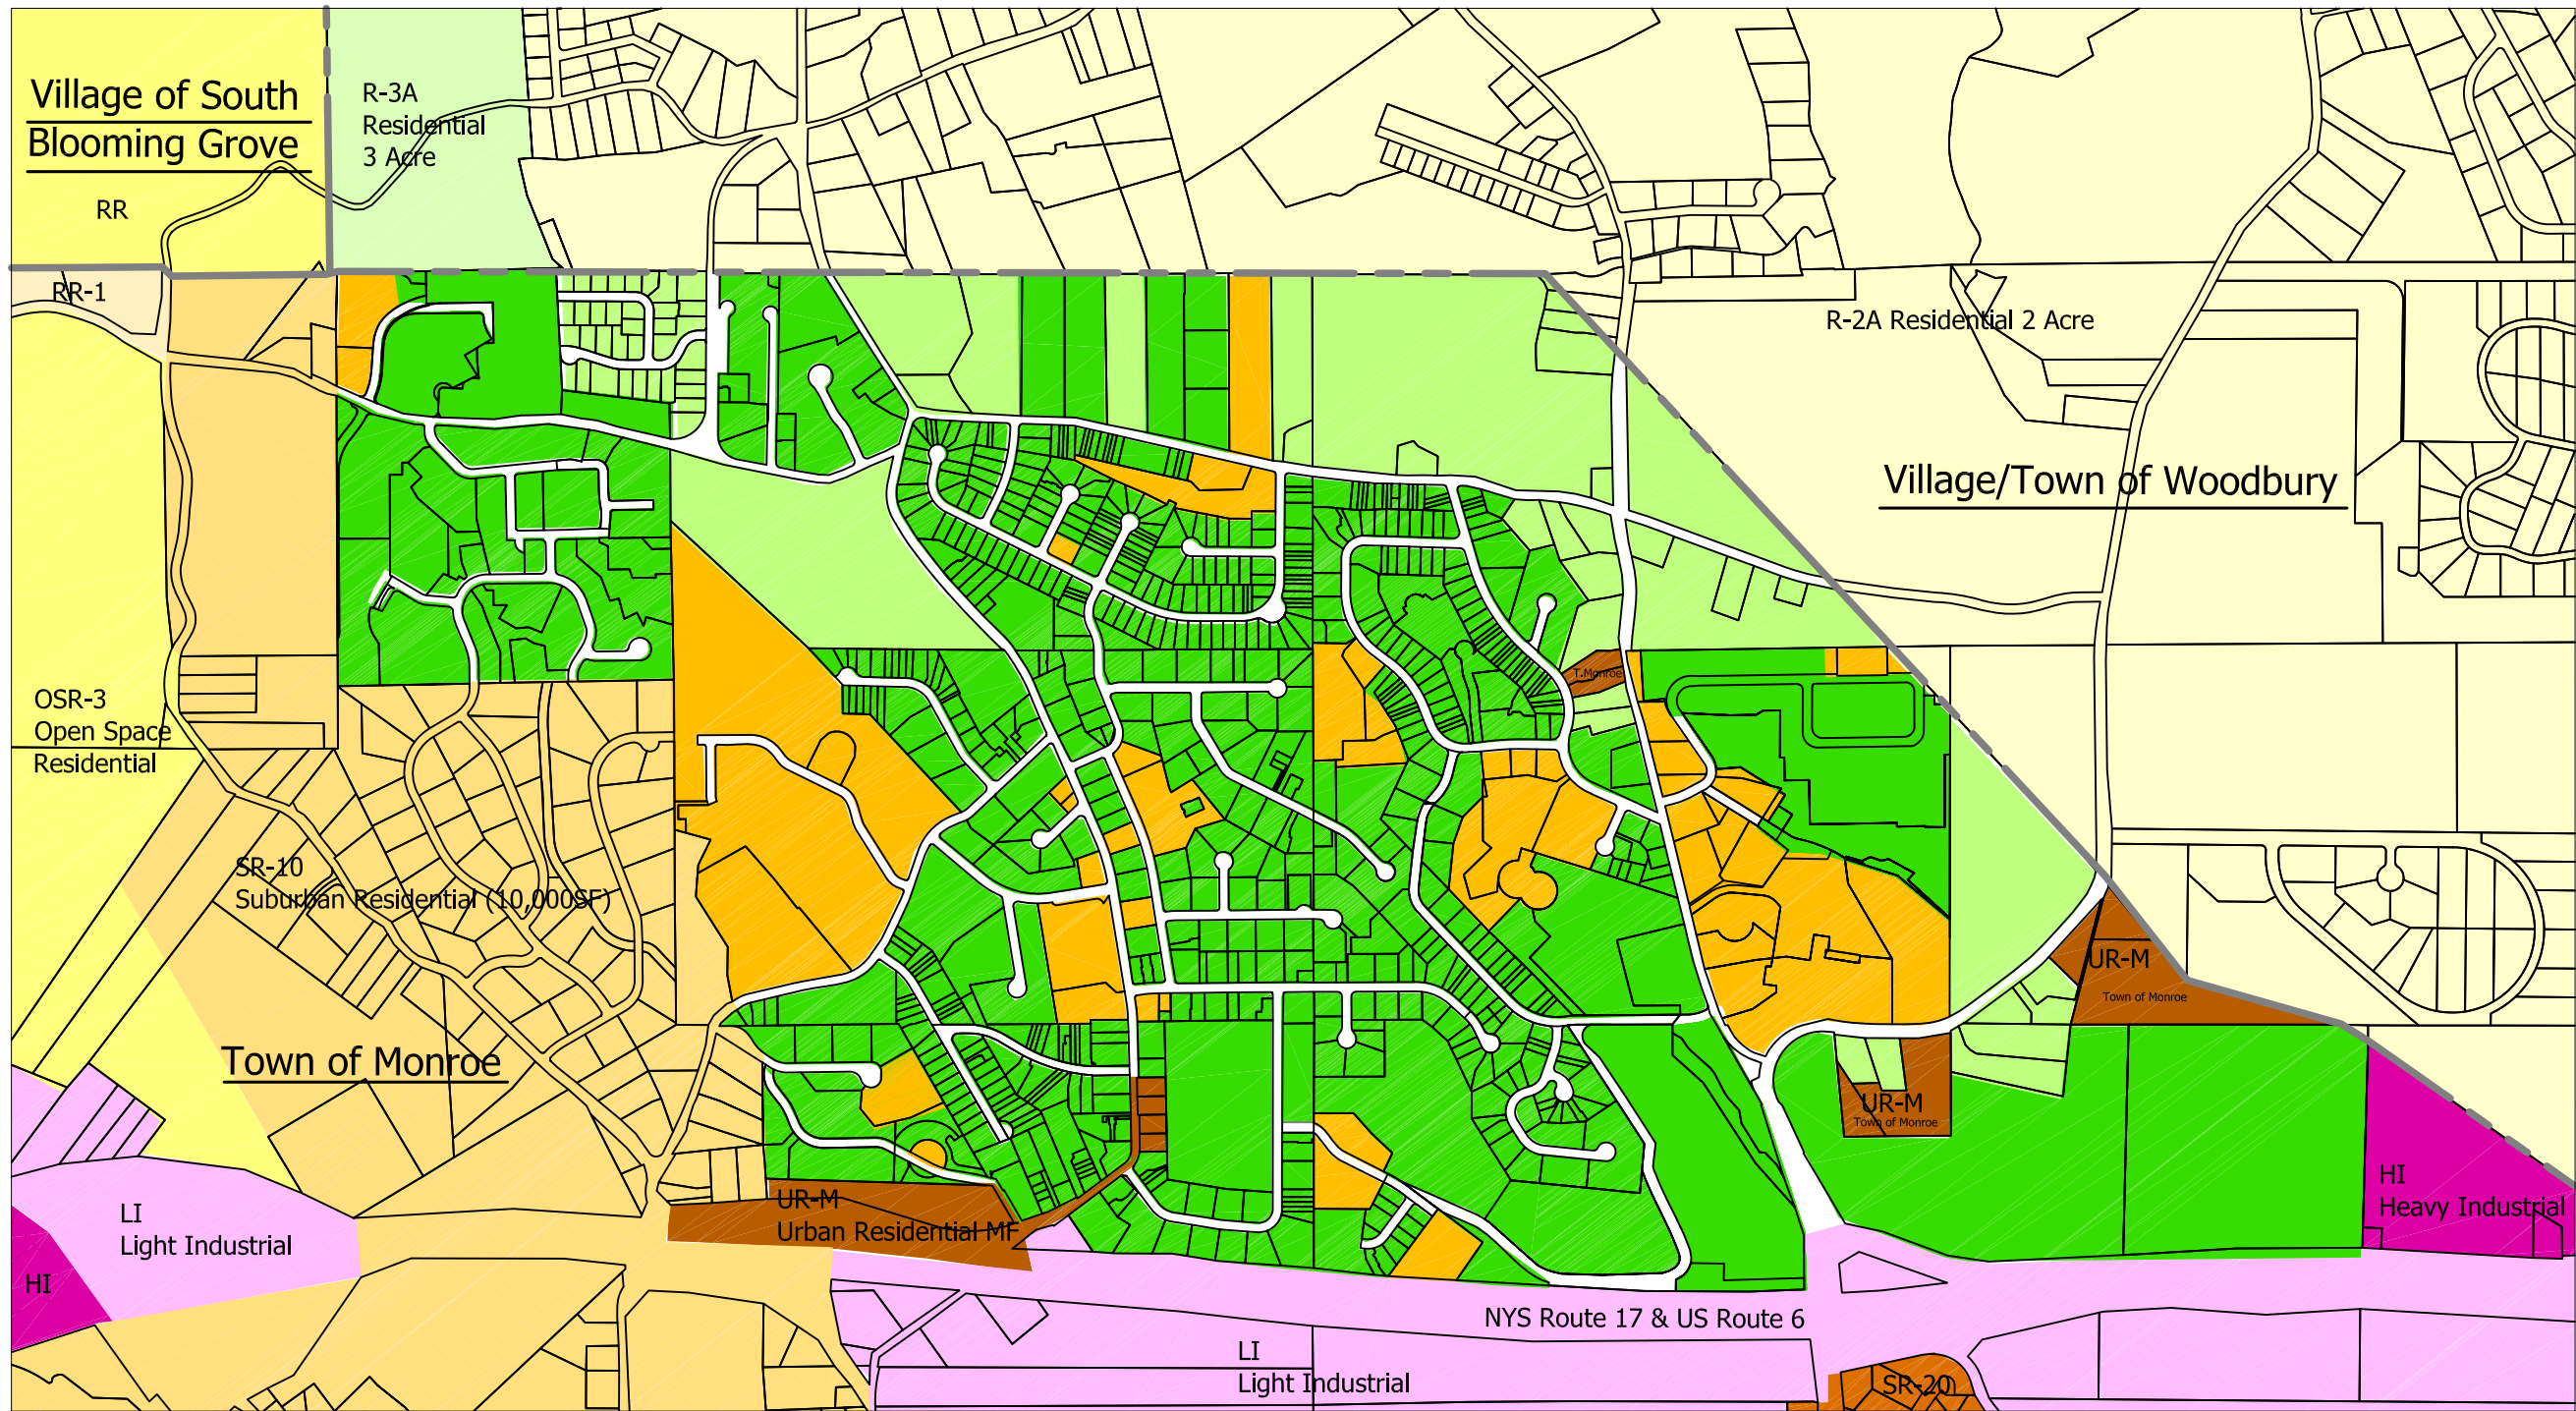 Village of South
Blooming Grove
RR
R-3A
Residential
3 Acre
RR-1
R-2A Residential 2 Acre
Village/Town of Woodbury
OSR-3
Open Space
Residential
T.Monroe
SR-10
Suburban Residential (10,000SF)
UR-M
Town of Monroe
Town of Monroe
UR-M
Town of Monroe
HI
Heavy Industrial
UR-M
Urban Residential MF
LI
Light Industrial
HI
NYS Route 17 & US Route 6
LI
Light Industrial
SR-20